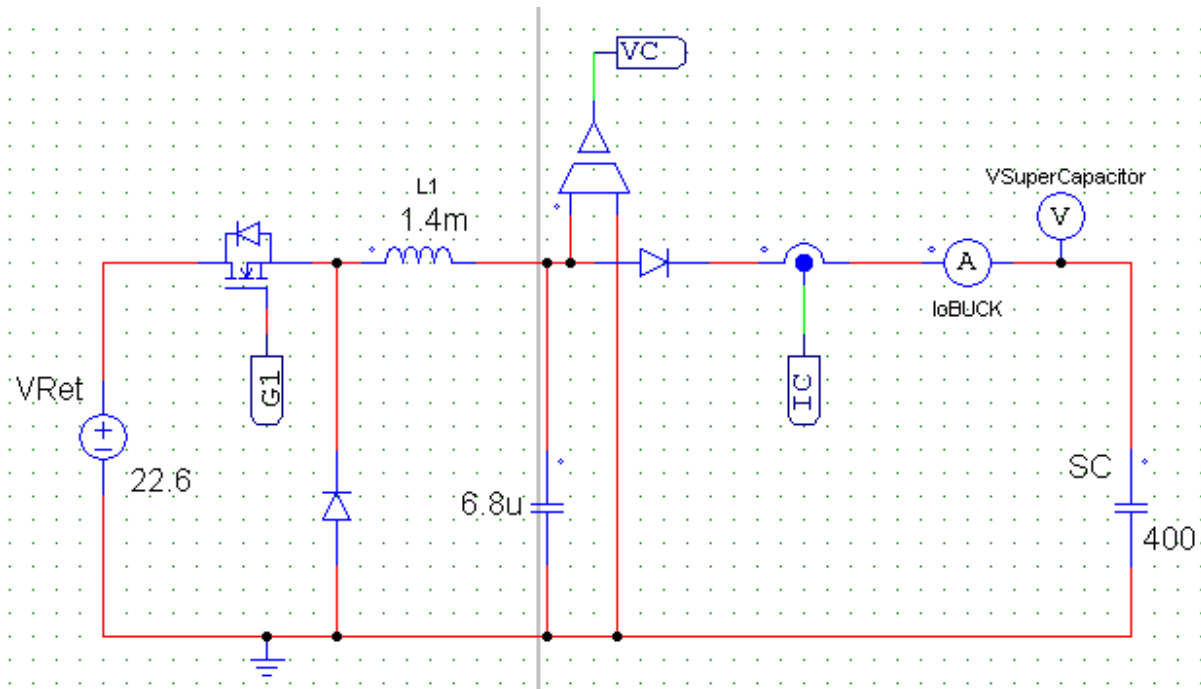 VC
VSuperCapacitor
L1
1.4m
V
A
IoBUCK
G1
IC
VRet
22.6
6.8u
SC
400